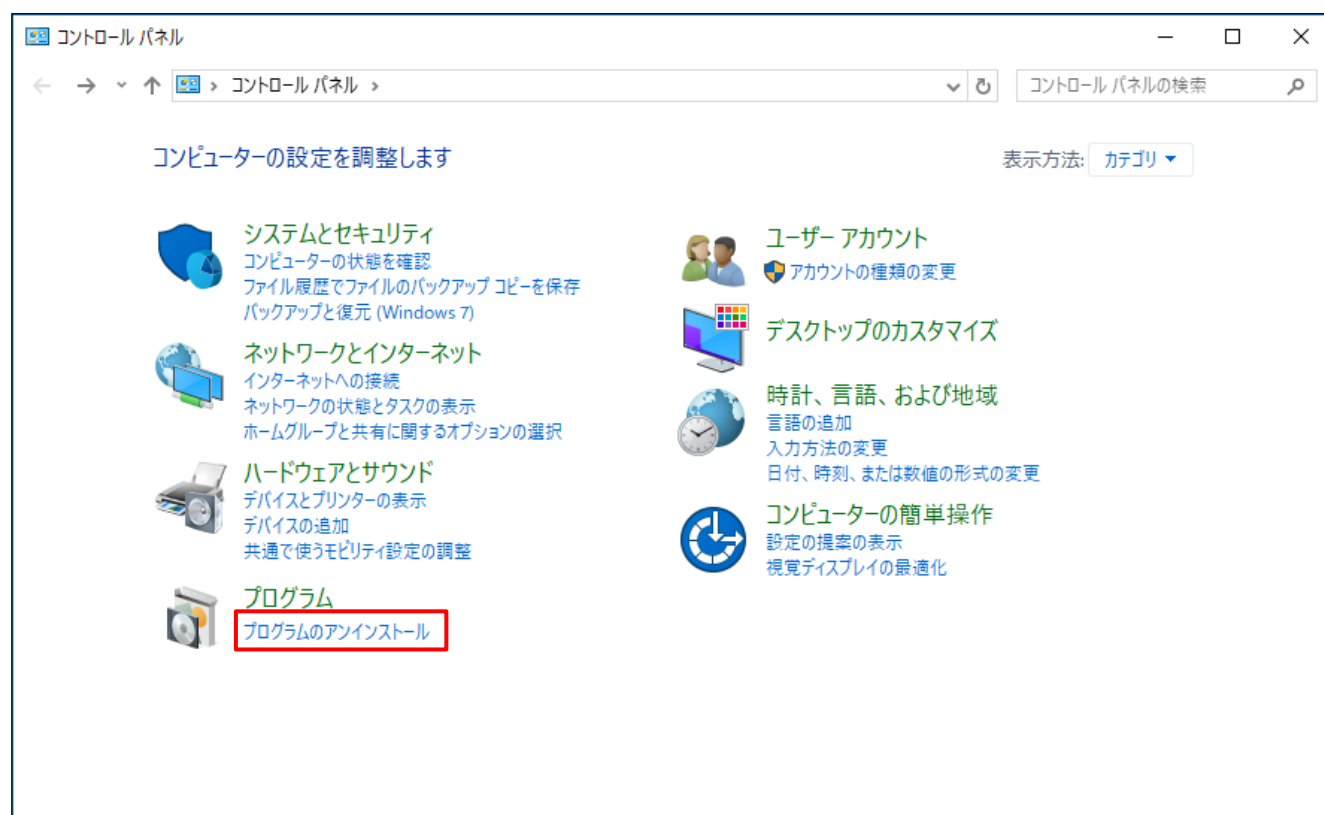 コントロール パネル
コントロール パネル
コントロール パネルの検索
コンピューターの設定を調整します
表示方法: カテゴリ
システムとセキュリティ
コンピューターの状態を確認
ファイル履歴でファイルのバックアップ コピーを保存
バックアップと復元 (Windows 7)
ネットワークとインターネット
インターネットへの接続
ネットワークの状態とタスクの表示
ホームグループと共有に関するオプションの選択
ハードウェアとサウンド
デバイスとプリンターの表示
デバイスの追加
共通で使うモビリティ設定の調整
プログラム
プログラムのアンインストール
ユーザー アカウント
アカウントの種類の変更
デスクトップのカスタマイズ
時計、言語、および地域
言語の追加
入力方法の変更
日付、時刻、または数値の形式の変更
コンピューターの簡単操作
設定の提案の表示
視覚ディスプレイの最適化